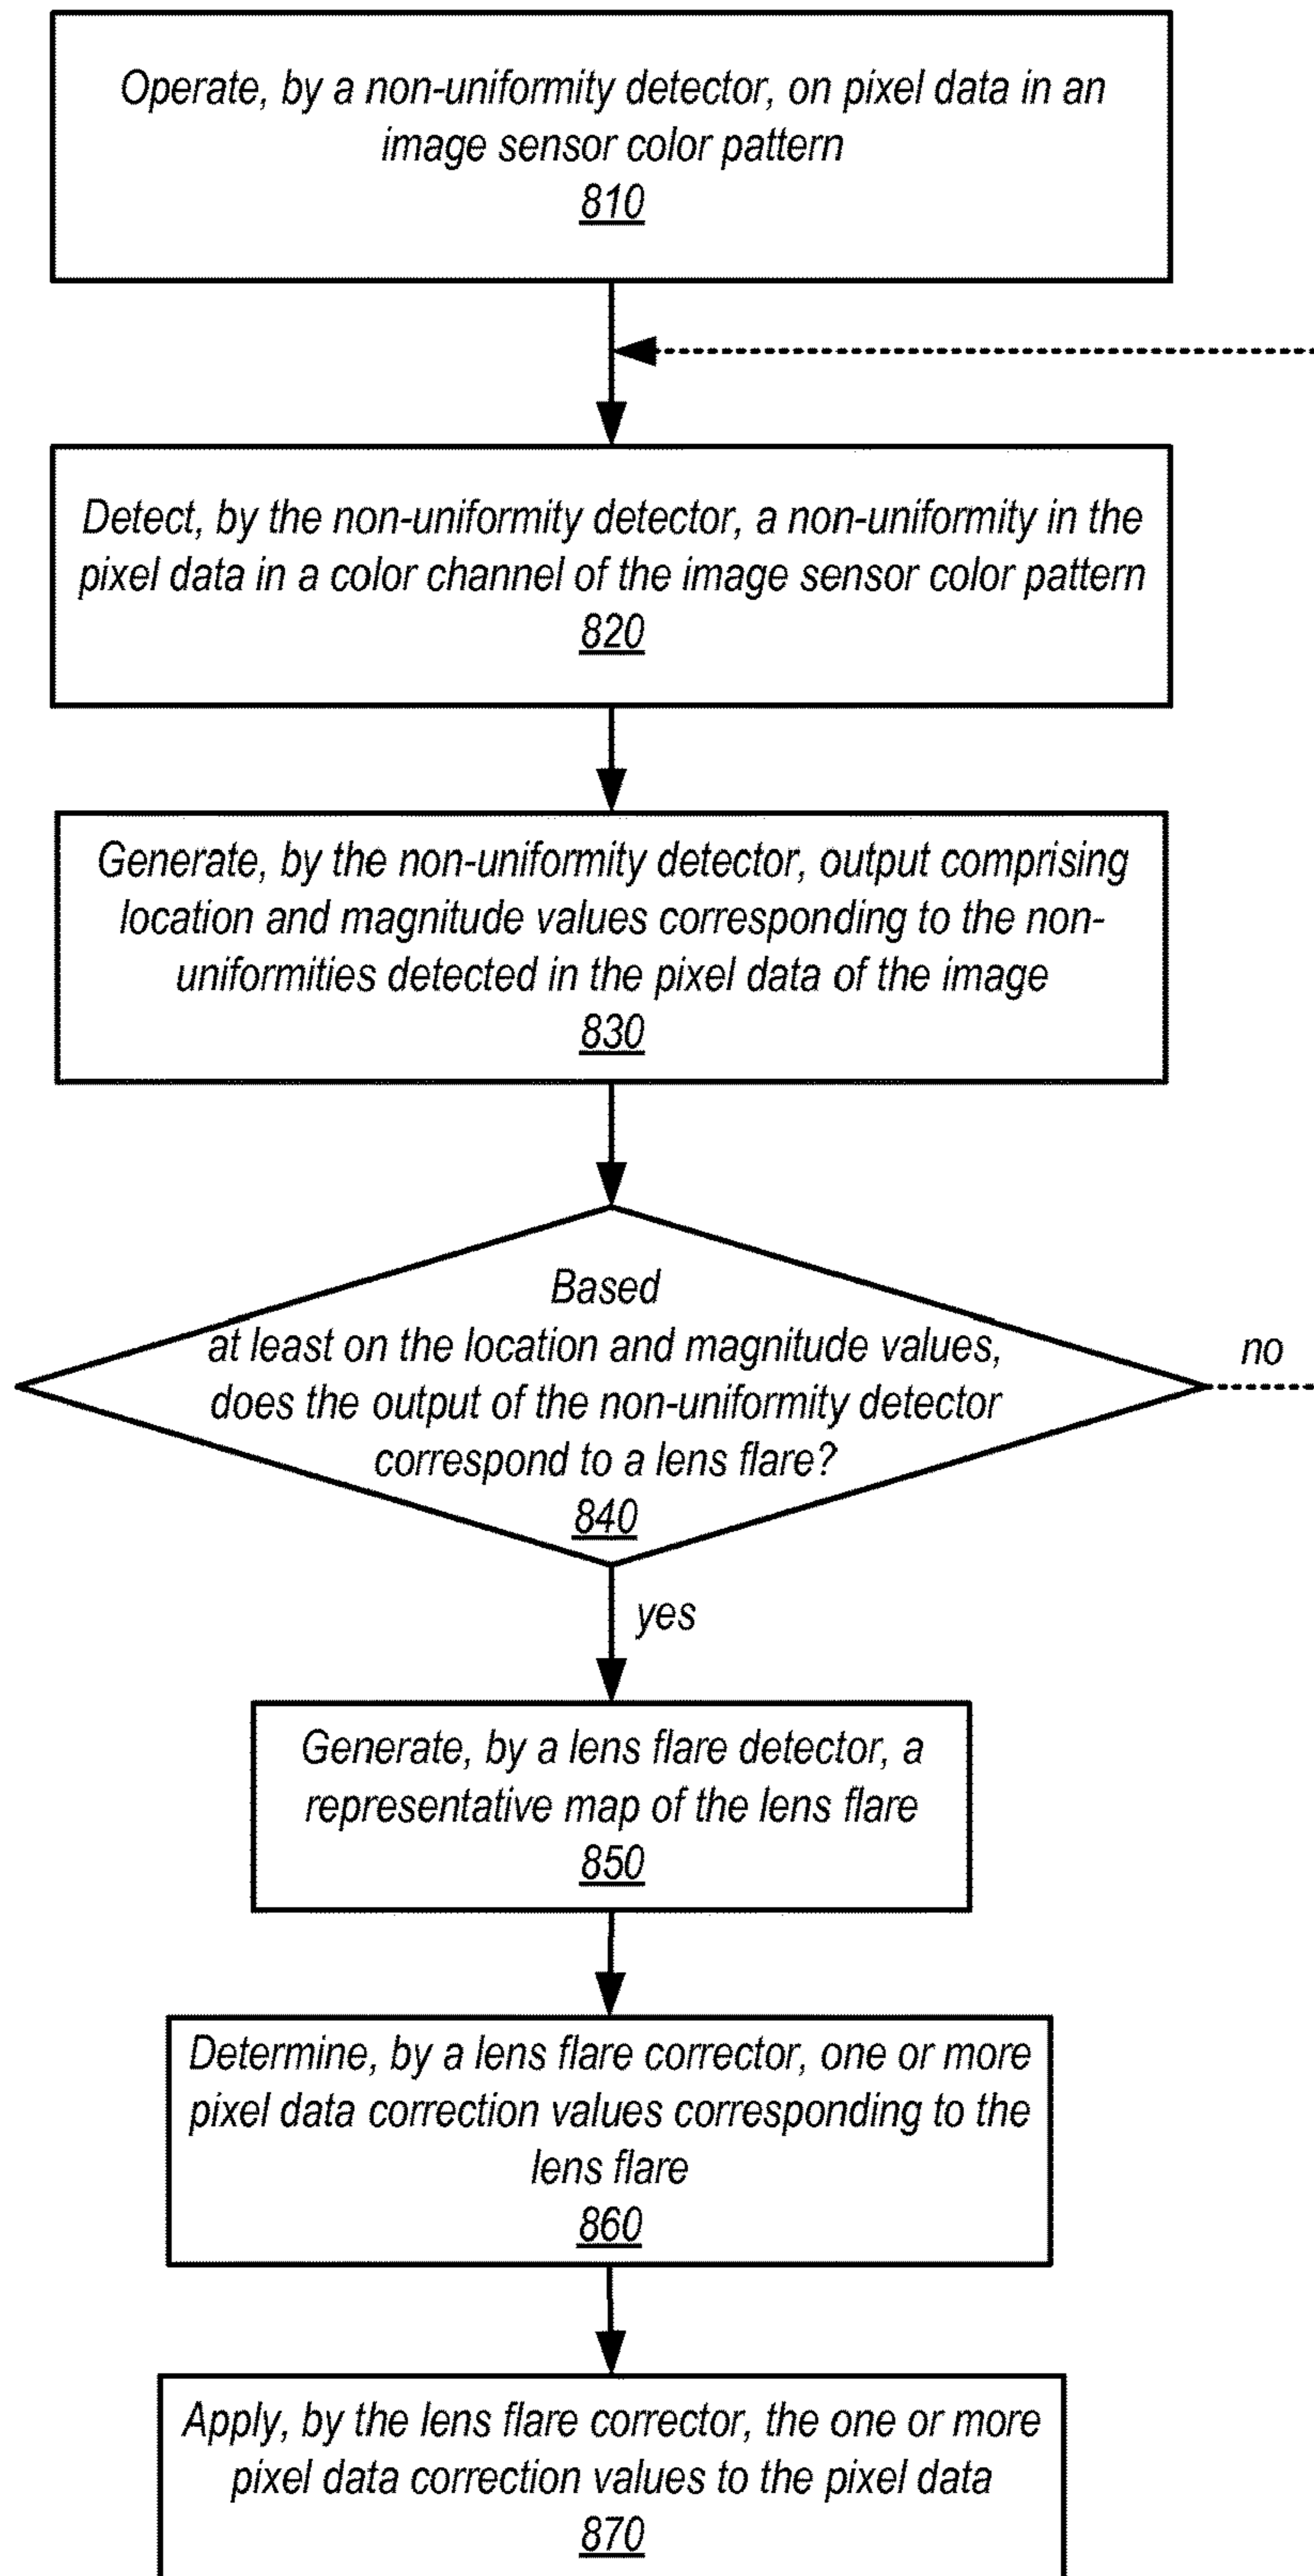 Operate, by a non-uniformity detector, on pixel data in an
image sensor color pattern
810
Detect, by the non-uniformity detector, a non-uniformity in the
pixel data in a color channel of the image sensor color pattern
820
Generate, by the non-uniformity detector, output comprising
location and magnitude values corresponding to the non-
uniformities detected in the pixel data of the image
830
Based
at least on the location and magnitude values,
does the output of the non-uniformity detector
correspond to a lens flare?
840
no
yes
Generate, by a lens flare detector, a
representative map of the lens flare
850
Determine, by a lens flare corrector, one or more
pixel data correction values corresponding to the
lens flare
860
Apply, by the lens flare corrector, the one or more
pixel data correction values to the pixel data
870